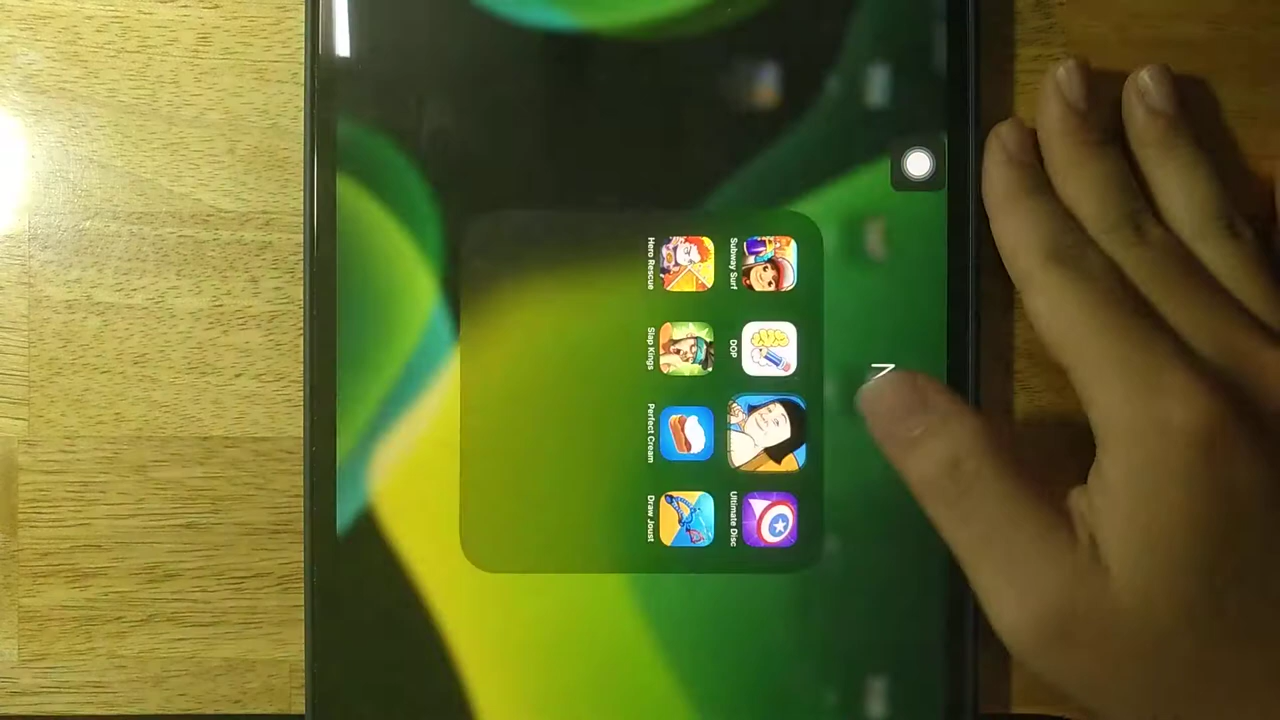 Subway Surf DOP Ultimate Disc
Hero Rescue Slap Kings Perfect Cream Draw Joust